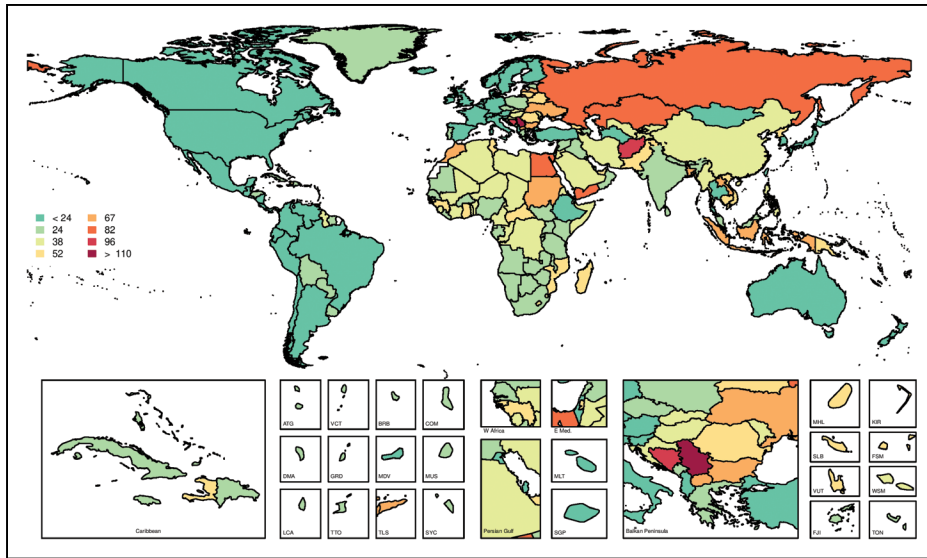 < 24 67
24 82
38 96
52 > 110
ATG VCT BRB COM
W Africa E Med.
MHL KIR
DMA GRD MDV MUS
MLT
SLB FSM
VUT WSM
LCA TTO TLS SYC
Caribbean
Persian Gulf
SGP
Balkan Peninsula
FJI TON